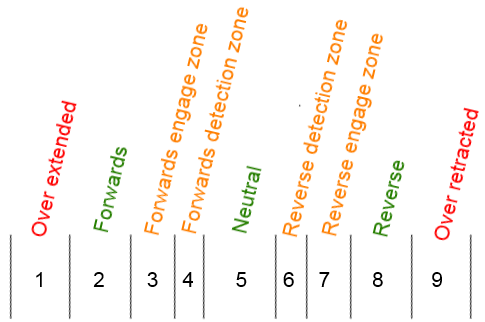 Over extended
Forwards
Forwards engage zone
Forwards detection zone
Neutral
Reverse detection zone
Reverse engage zone
Reverse
Over retracted
1 2 3 4 5 6 7 8 9